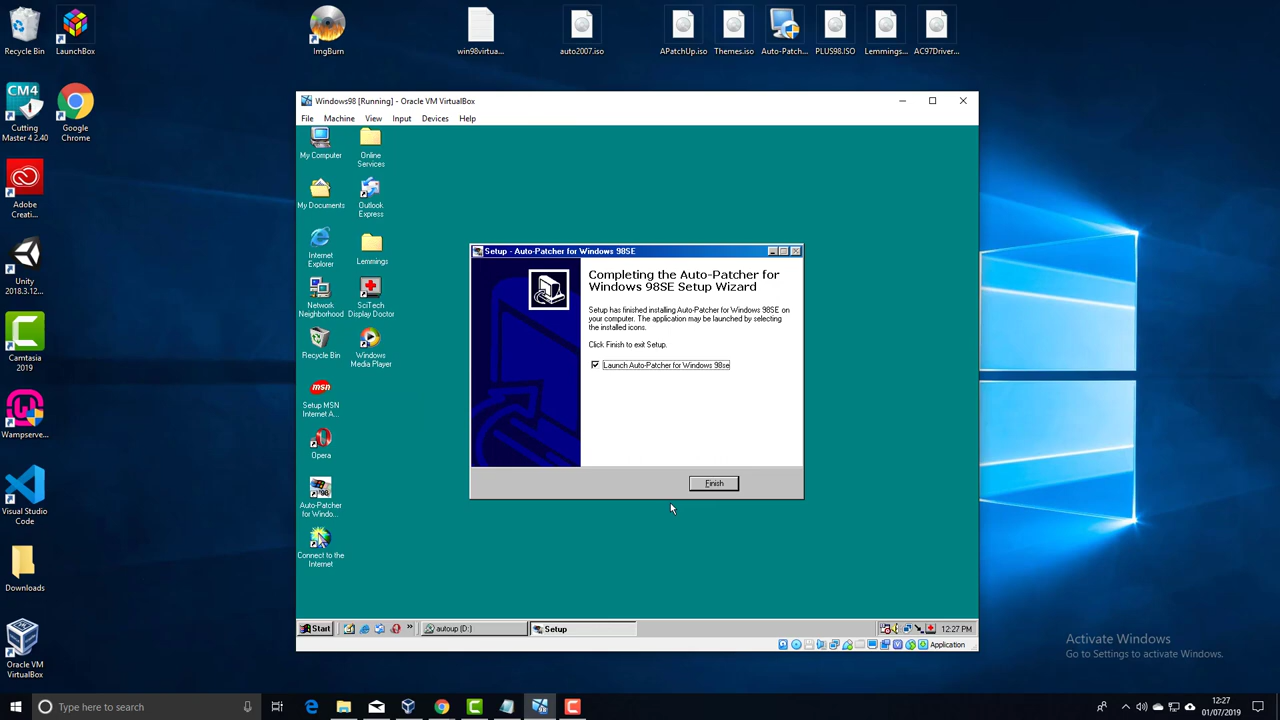 Recycle Bin
LaunchBox
ImgBurn
win98virtua...
auto2007.iso
APatchUp.iso
Themes.iso
Auto-Patch...
PLUS98.ISO
Lemmings...
AC97Driver...
CM4
Cutting
Master 4 2.40
Google
Chrome
Adobe
Creati...
Unity
2018.3.12...
Camtasia
2019
Wampserve...
Visual Studio
Code
Downloads
Oracle VM
VirtualBox
Windows98 [Running] - Oracle VM VirtualBox
File Machine View Input Devices Help
My Computer
Online
Services
My Documents
Outlook
Express
Internet
Explorer
Lemmings
Network
Neighborhood
SciTech
Display Doctor
Recycle Bin
Windows
Media Player
msn
Setup MSN
Internet A...
Opera
98
Auto-Patcher
for Windo...
Connect to the
Internet
Setup - Auto-Patcher for Windows 98SE
Completing the Auto-Patcher for
Windows 98SE Setup Wizard
Setup has finished installing Auto-Patcher for Windows 98SE on
your computer. The application may be launched by selecting
the installed icons.
Click Finish to exit Setup.
Launch Auto-Patcher for Windows 98se
Finish
Start
autoup (D:)
Setup
12:27 PM
Application
Activate Windows
Go to Settings to activate Windows.
Type here to search
12:27
01/07/2019